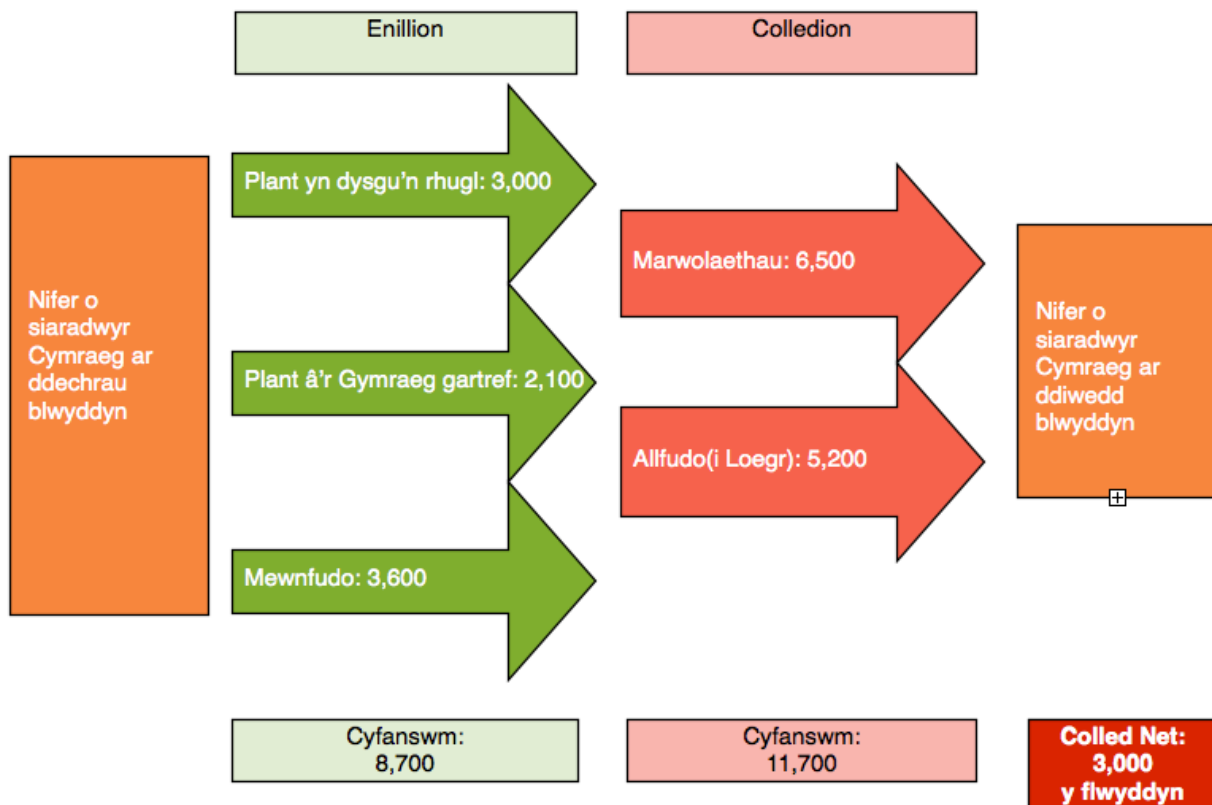 Enillion
Colledion
Nifer o
siaradwyr
Cymraeg ar
ddechrau
blwyddyn
Plant yn dysgu'n rhugl: 3,000
Plant â'r Gymraeg gartref: 2,100
Mewnfudo: 3,600
Marwolaethau: 6,500
Allfudo(i Loegr): 5,200
Nifer o
siaradwyr
Cymraeg ar
ddiwedd
blwyddyn
Cyfanswm:
8,700
Cyfanswm:
11,700
Colled Net:
3,000
y flwyddyn